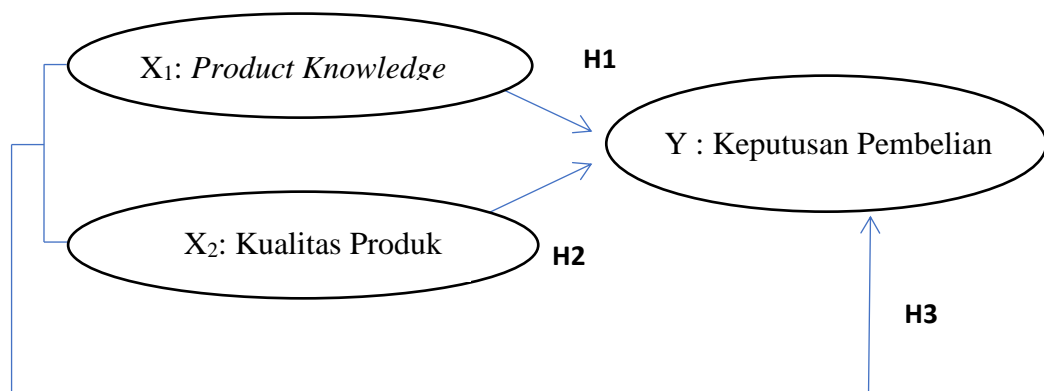 X₁: Product Knowledge
H1
Y : Keputusan Pembelian
X₂: Kualitas Produk
H2
H3